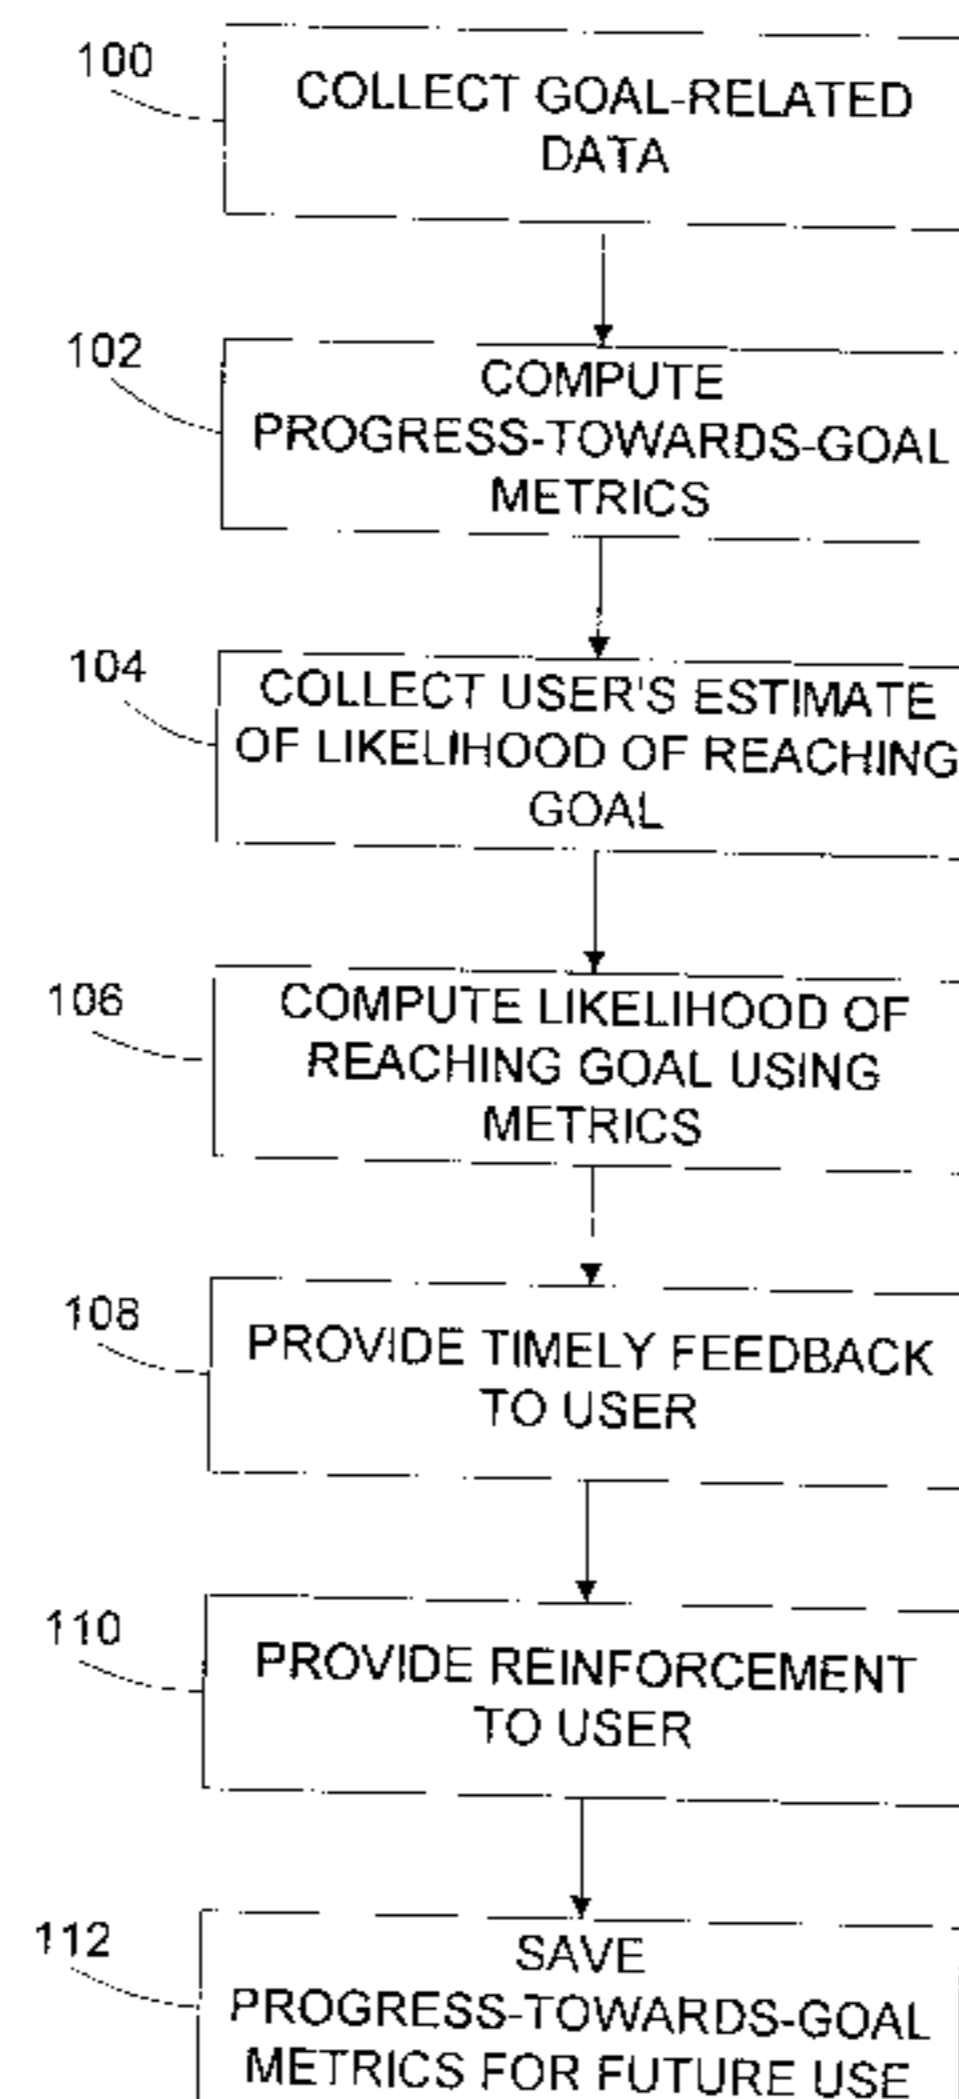 100
COLLECT GOAL-RELATED
DATA
102
COMPUTE
PROGRESS-TOWARDS-GOAL
METRICS
104
COLLECT USER'S ESTIMATE
OF LIKELIHOOD OF REACHING
GOAL
106
COMPUTE LIKELIHOOD OF
REACHING GOAL USING
METRICS
108
PROVIDE TIMELY FEEDBACK
TO USER
110
PROVIDE REINFORCEMENT
TO USER
112
SAVE
PROGRESS-TOWARDS-GOAL
METRICS FOR FUTURE USE